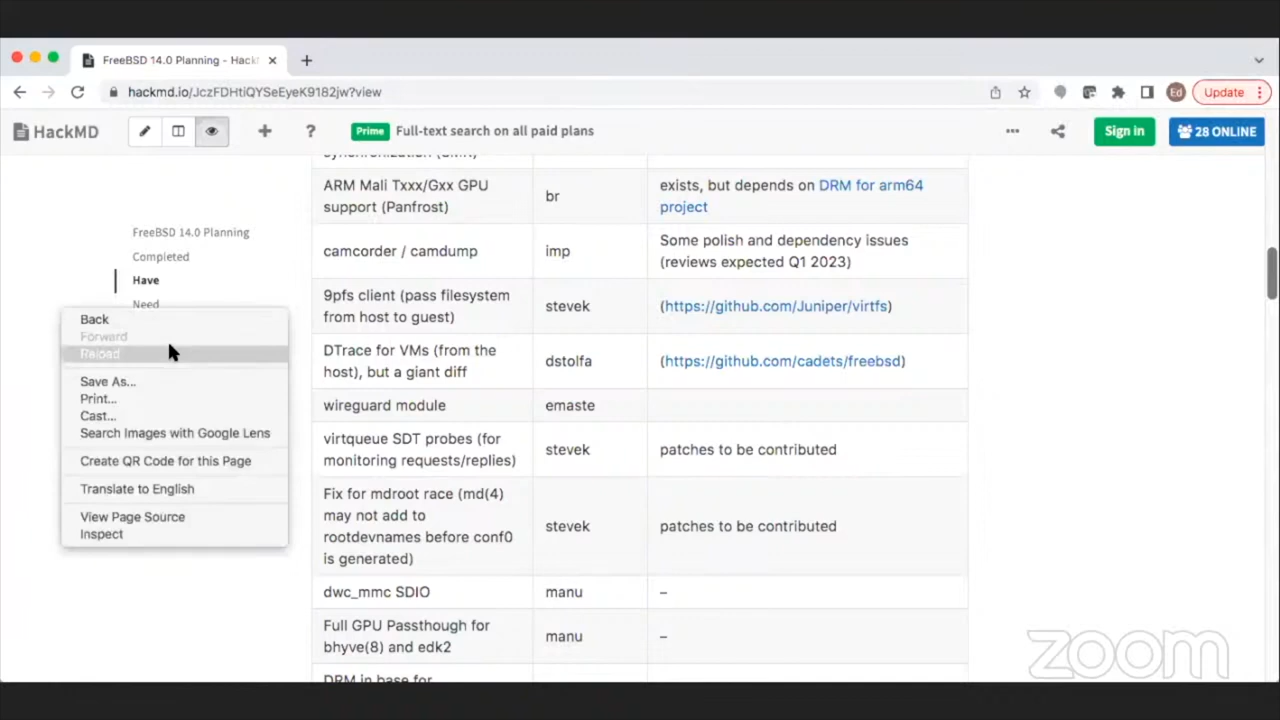 FreeBSD 14.0 Planning - Hack
hackmd.io/JczFDHtiQYSeEyeK9182jw?view
Ed
Update
HackMD
?
Prime Full-text search on all paid plans
Sign in
28 ONLINE
FreeBSD 14.0 Planning
Completed
Have
Need
Back
Forward
Reload
Save As...
Print...
Cast...
Search Images with Google Lens
Create QR Code for this Page
Translate to English
View Page Source
Inspect
ARM Mali Txxx/Gxx GPU
support (Panfrost)
br
exists, but depends on DRM for arm64
project
camcorder / camdump
imp
Some polish and dependency issues
(reviews expected Q1 2023)
9pfs client (pass filesystem
from host to guest)
stevek
(https://github.com/Juniper/virtfs)
DTrace for VMs (from the
host), but a giant diff
dstolfa
(https://github.com/cadets/freebsd)
wireguard module
emaste
virtqueue SDT probes (for
monitoring requests/replies)
stevek
patches to be contributed
Fix for mdroot race (md(4)
may not add to
rootdevnames before conf0
is generated)
stevek
patches to be contributed
dwc_mmc SDIO
manu
–
Full GPU Passthough for
bhyve(8) and edk2
manu
–
DRM in base for
zoom